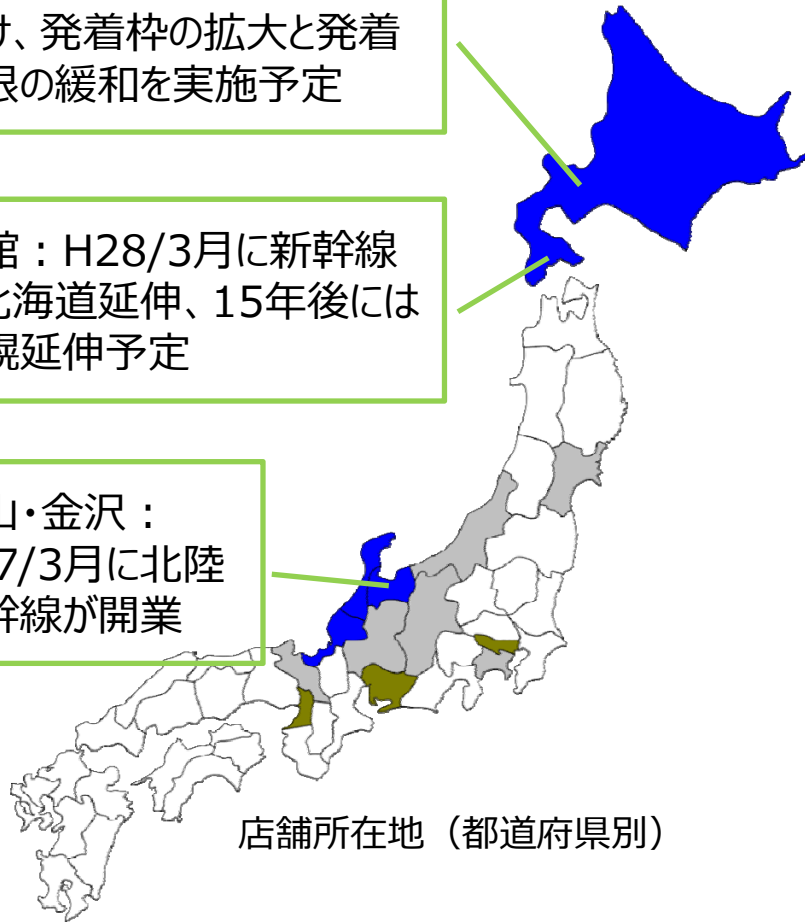 け、発着枠の拡大と発着
限の緩和を実施予定
館：H28/3月に新幹線
北海道延伸、15年後には
幌延伸予定
山・金沢：
7/3月に北陸
幹線が開業
店舗所在地（都道府県別）